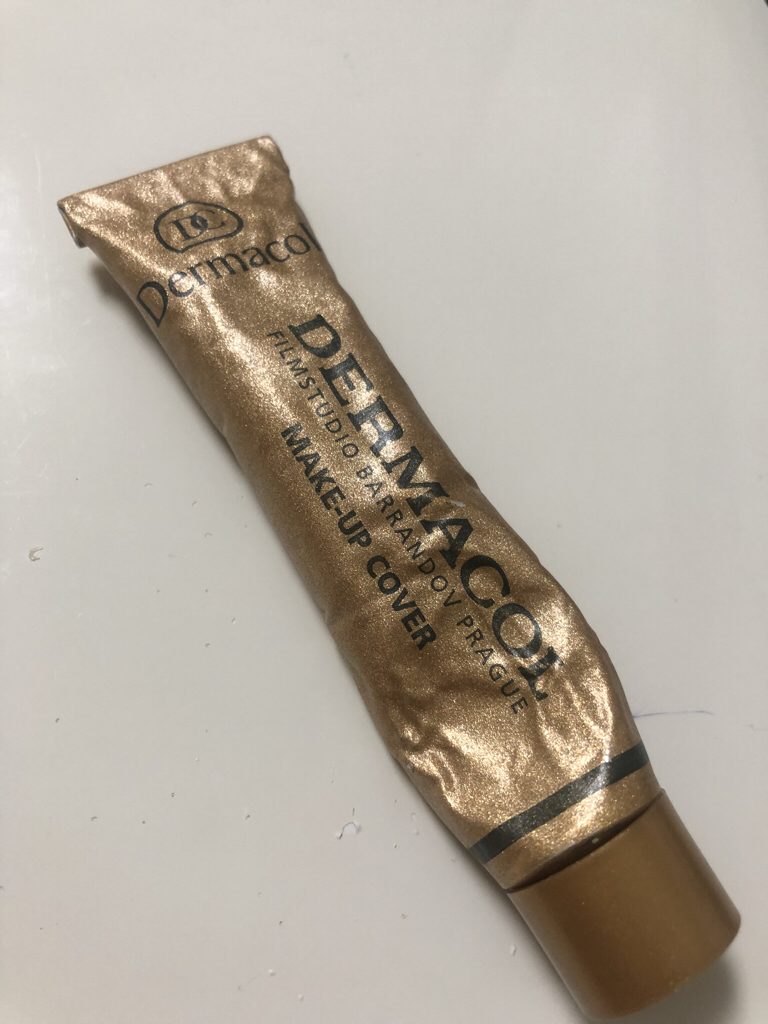 DC
Dermacol
DERMACOL
FILMSTUDIO BARRANDOV PRAGUE
MAKE-UP COVER